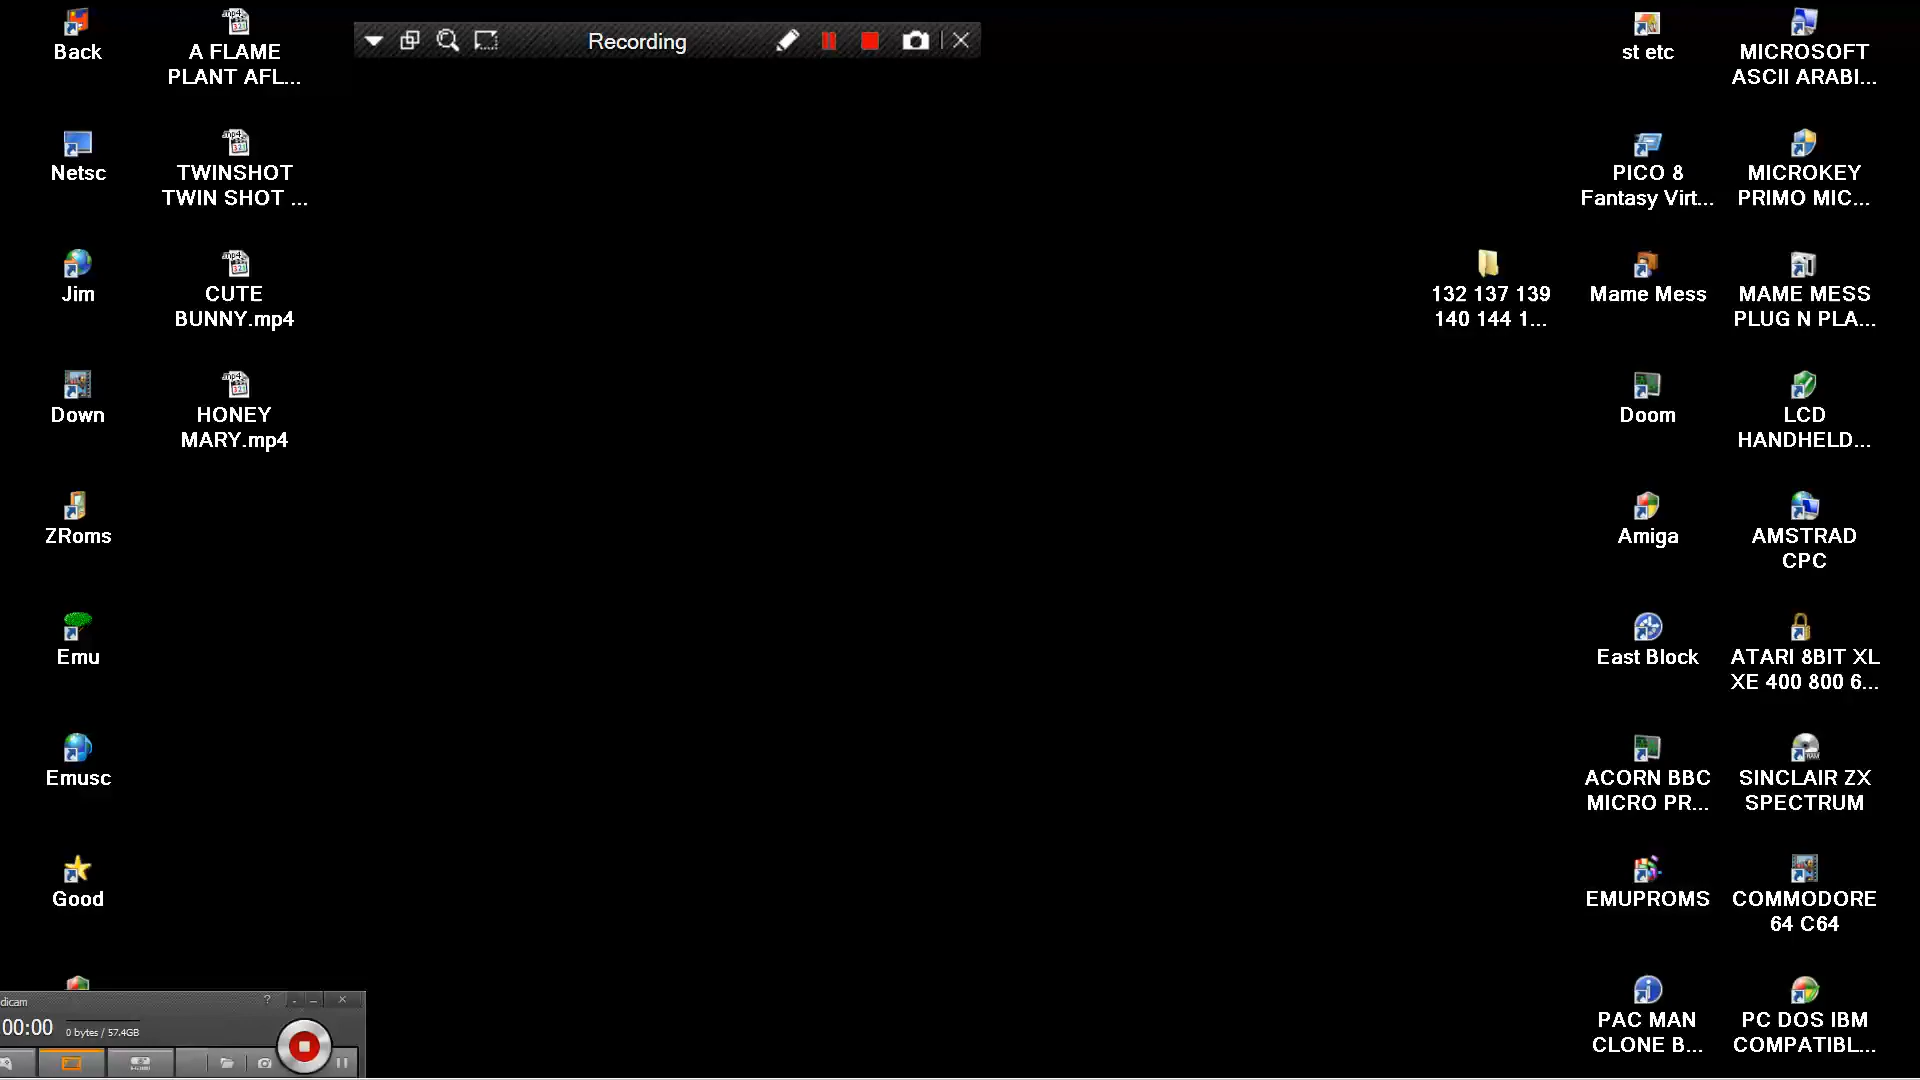 Back
A FLAME
PLANT AFL...
Recording
st etc
MICROSOFT
ASCII ARABI...
Netsc
TWINSHOT
TWIN SHOT ...
PICO 8
Fantasy Virt...
MICROKEY
PRIMO MIC...
Jim
CUTE
BUNNY.mp4
132 137 139
140 144 1...
Mame Mess
MAME MESS
PLUG N PLA...
Down
HONEY
MARY.mp4
Doom
LCD
HANDHELD...
ZRoms
Amiga
AMSTRAD
CPC
Emu
East Block
ATARI 8BIT XL
XE 400 800 6...
Emusc
ACORN BBC
MICRO PR...
SINCLAIR ZX
SPECTRUM
Good
EMUPROMS
COMMODORE
64 C64
PAC MAN
CLONE B...
PC DOS IBM
COMPATIBL...
dicam
00:00
0 bytes / 57.4GB